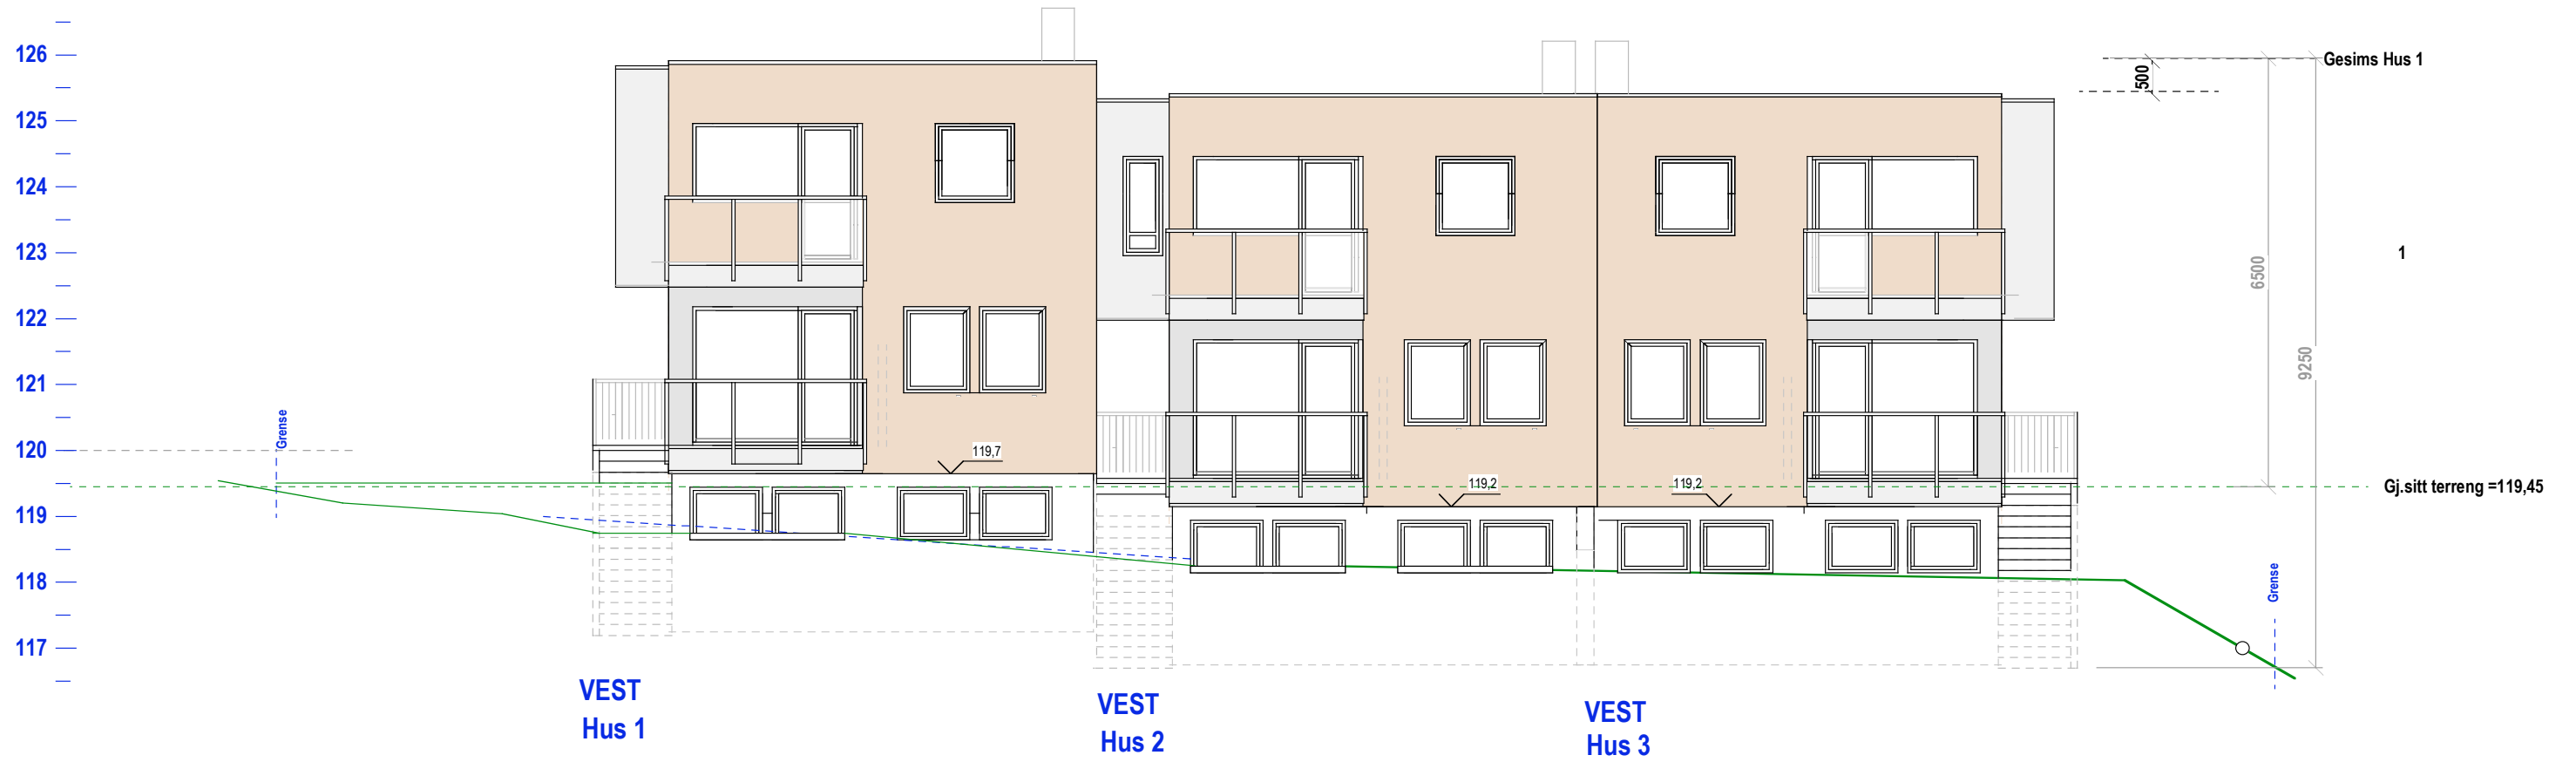 126
125
124
123
122
121
120
119
118
117
Grense
119,7
119,2
119,2
500
Gesims Hus 1
6500
9250
1
Gj.sitt terreng =119,45
Grense
VEST
Hus 1
VEST
Hus 2
VEST
Hus 3